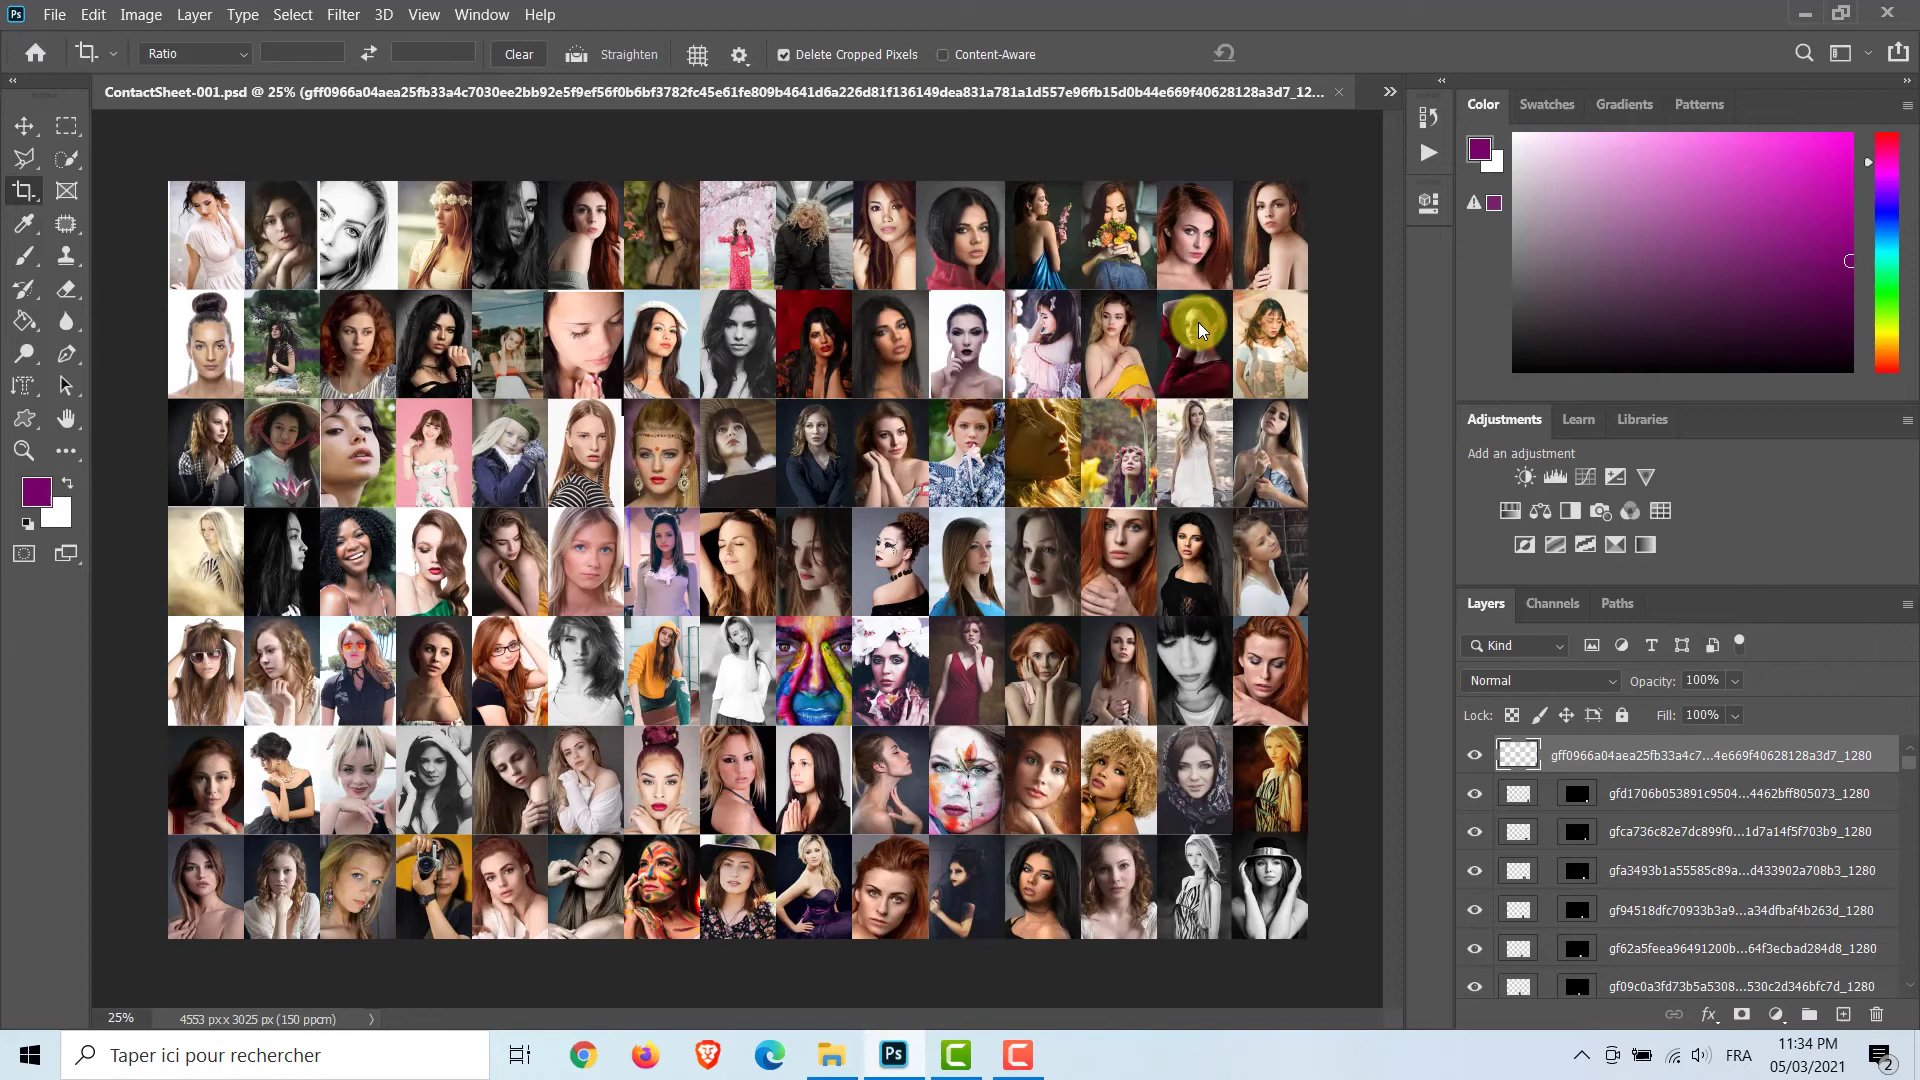 Ps File Edit Image Layer Type Select Filter 3D View Window Help
Ratio Clear Straighten Delete Cropped Pixels Content-Aware
ContactSheet-001.psd @ 25% (gff0966a04aea25fb33a4c7030ee2bb92e5f9ef56f0b6bf3782fc45e61fe809b4641d6a226d81f136149dea831a781a1d557e96fb15d0b44e669f40628128a3d7_12...
Color Swatches Gradients Patterns
Adjustments Learn Libraries
Add an adjustment
Layers Channels Paths
Kind
Normal Opacity: 100%
Lock: Fill: 100%
gff0966a04aea25fb33a4c7...4e669f40628128a3d7_1280
gfd1706b053891c9504...4462bff805073_1280
gfca736c82e7dc899f0...1d7a14f5f703b9_1280
gfa3493b1a55585c89a...d433902a708b3_1280
gf94518dfc70933b3a9...a34dfbaf4b263d_1280
gf62a5feea96491200b...64f3ecbad284d8_1280
gf09c0a3fd73b5a5308...530c2d346bfc7d_1280
25% 4553 px x 3025 px (150 ppcm)
Taper ici pour rechercher
Ps
FRA
11:34 PM
05/03/2021
2